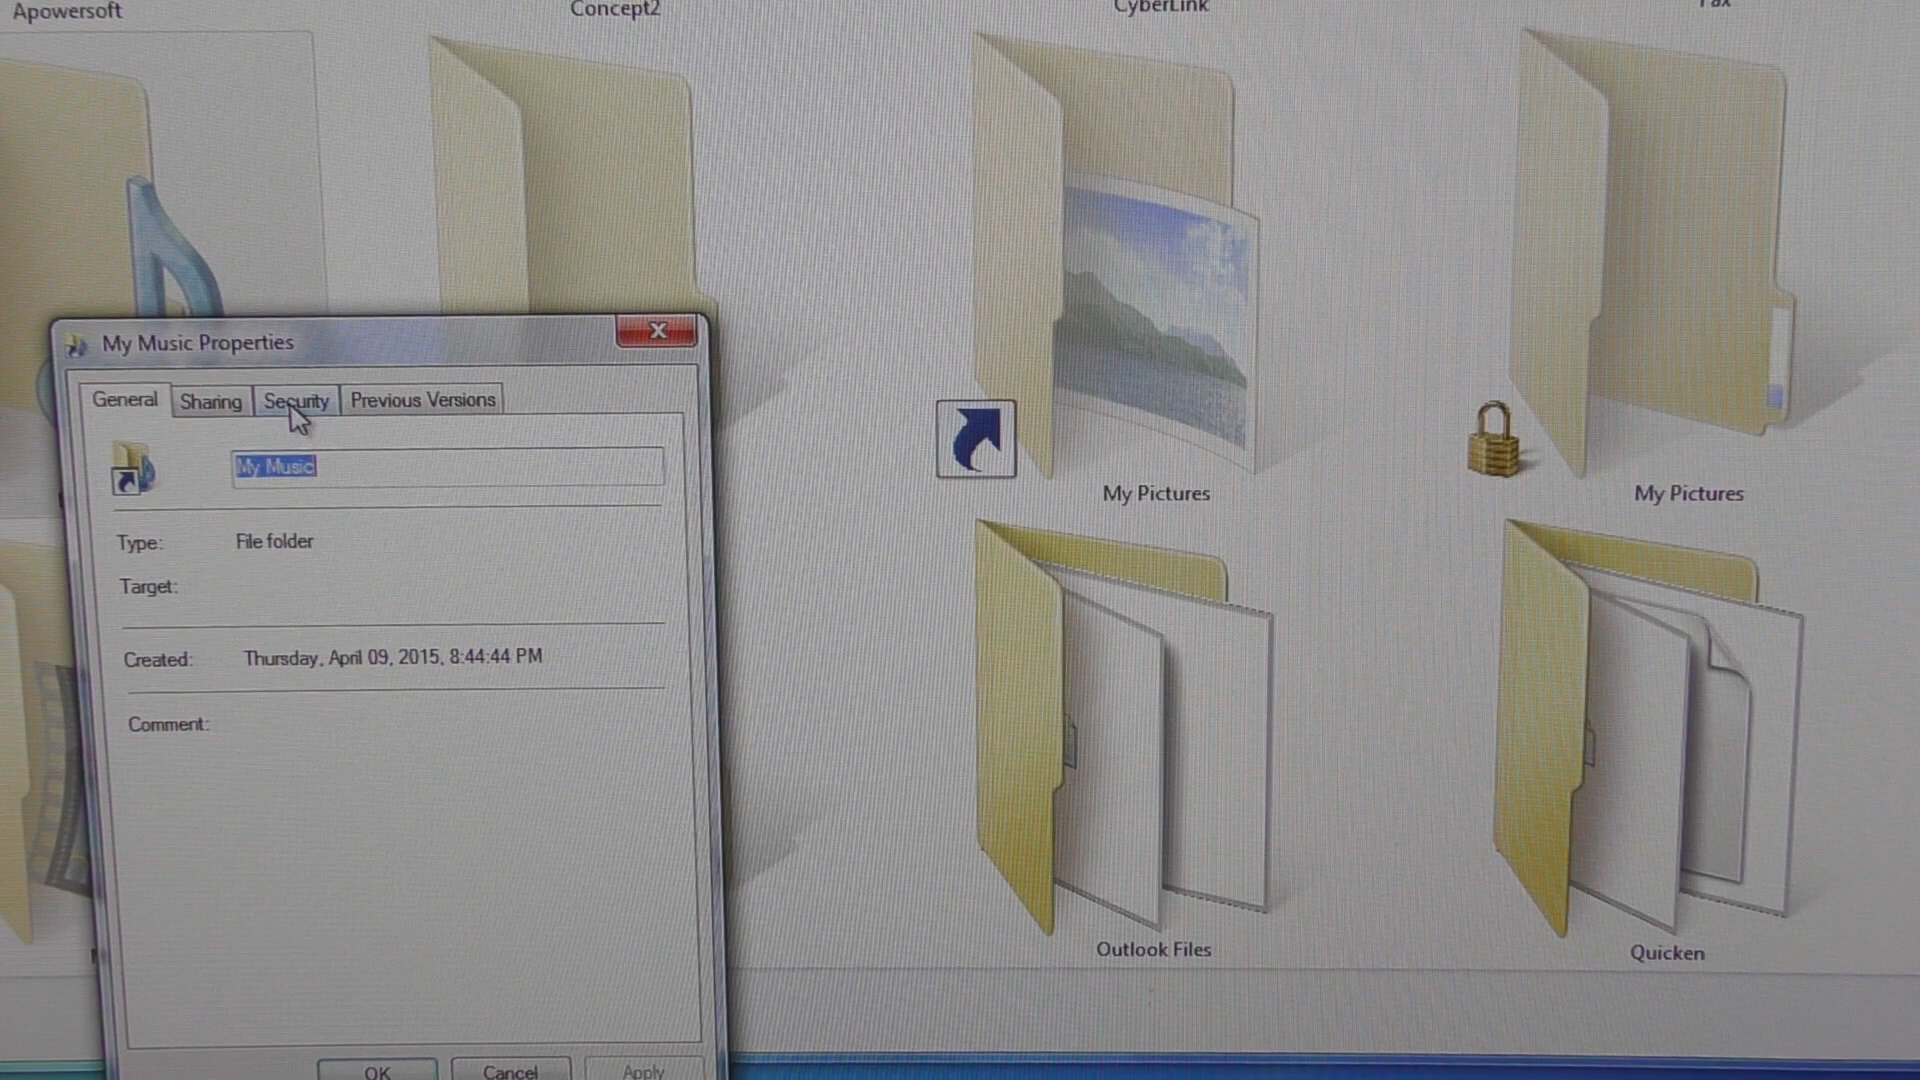 Apowersoft
Concept2
CyberLink
Fax
My Music Properties
General
Sharing
Security
Previous Versions
My Music
Type:
File folder
Target:
Created:
Thursday, April 09, 2015, 8:44:44 PM
Comment:
OK
Cancel
Apply
My Pictures
My Pictures
Outlook Files
Quicken